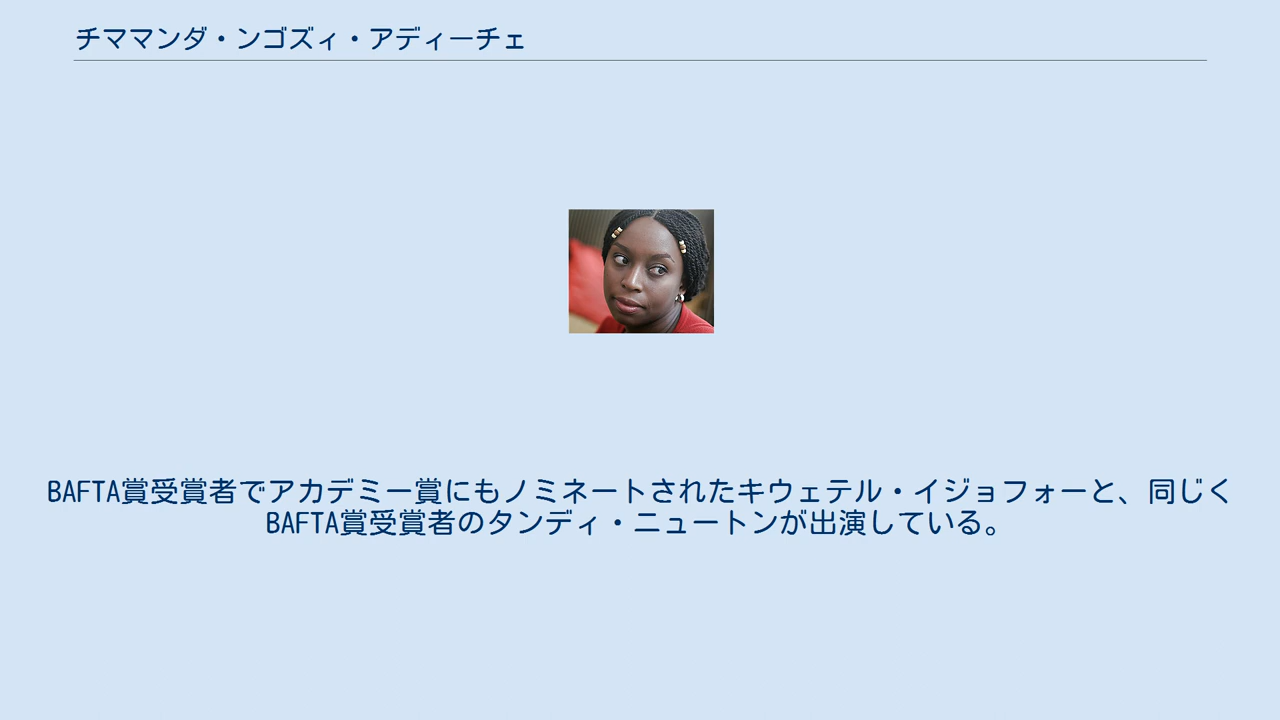 チママンダ・ンゴズィ・アディーチェ
BAFTA賞受賞者でアカデミー賞にもノミネートされたキウェテル・イジョフォーと、同じく
BAFTA賞受賞者のタンディ・ニュートンが出演している。